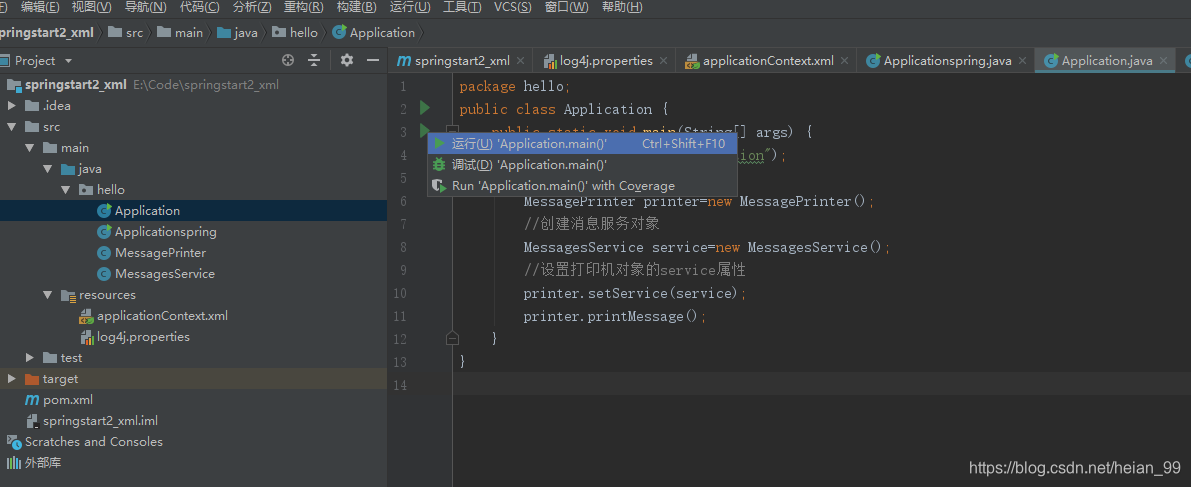 F) 编辑(E) 视图(V) 导航(N) 代码(C) 分析(Z) 重构(R) 构建(B) 运行(U) 工具(T) VCS(S) 窗口(W) 帮助(H)
pringstart2_xml src main java hello Application
Project
springstart2_xml E:\Code\springstart2_xml
.idea
src
main
java
hello
Application
Applicationspring
MessagePrinter
MessagesService
resources
applicationContext.xml
log4j.properties
test
target
pom.xml
springstart2_xml.iml
Scratches and Consoles
外部库
springstart2_xml log4j.properties applicationContext.xml Applicationspring.java Application.java
1 package hello;
2 public class Application {
3 public static void main(String[] args) {
4 ion");
5
6 MessagePrinter printer=new MessagePrinter();
7 //创建消息服务对象
8 MessagesService service=new MessagesService();
9 //设置打印机对象的service属性
10 printer.setService(service);
11 printer.printMessage();
12 }
13 }
14
运行(U) 'Application.main()' Ctrl+Shift+F10
调试(D) 'Application.main()'
Run 'Application.main()' with Coverage
https://blog.csdn.net/heian_99